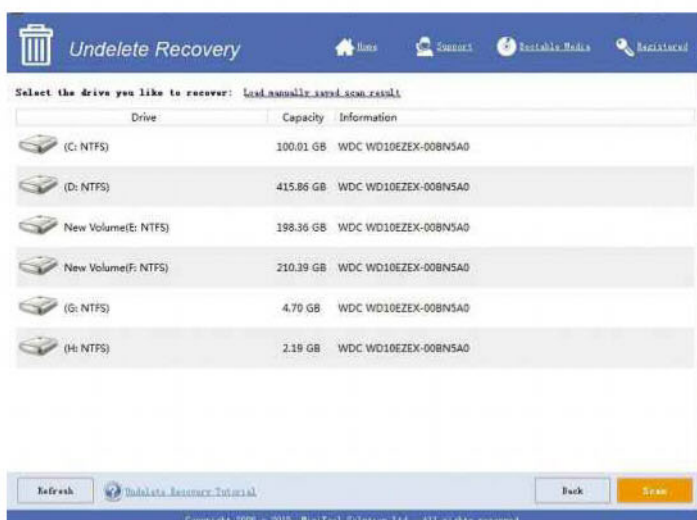 Undelete Recovery
Home Support Bootable Media Registered
Select the drive you like to recover: Load manually saved scan result
Drive Capacity Information
(C: NTFS) 100.01 GB WDC WD10EZEX-00BN5A0
(D: NTFS) 415.86 GB WDC WD10EZEX-00BN5A0
New Volume(E: NTFS) 198.36 GB WDC WD10EZEX-00BN5A0
New Volume(F: NTFS) 210.39 GB WDC WD10EZEX-00BN5A0
(G: NTFS) 4.70 GB WDC WD10EZEX-00BN5A0
(H: NTFS) 2.19 GB WDC WD10EZEX-00BN5A0
Refresh Undelete Recovery Tutorial Back Scan